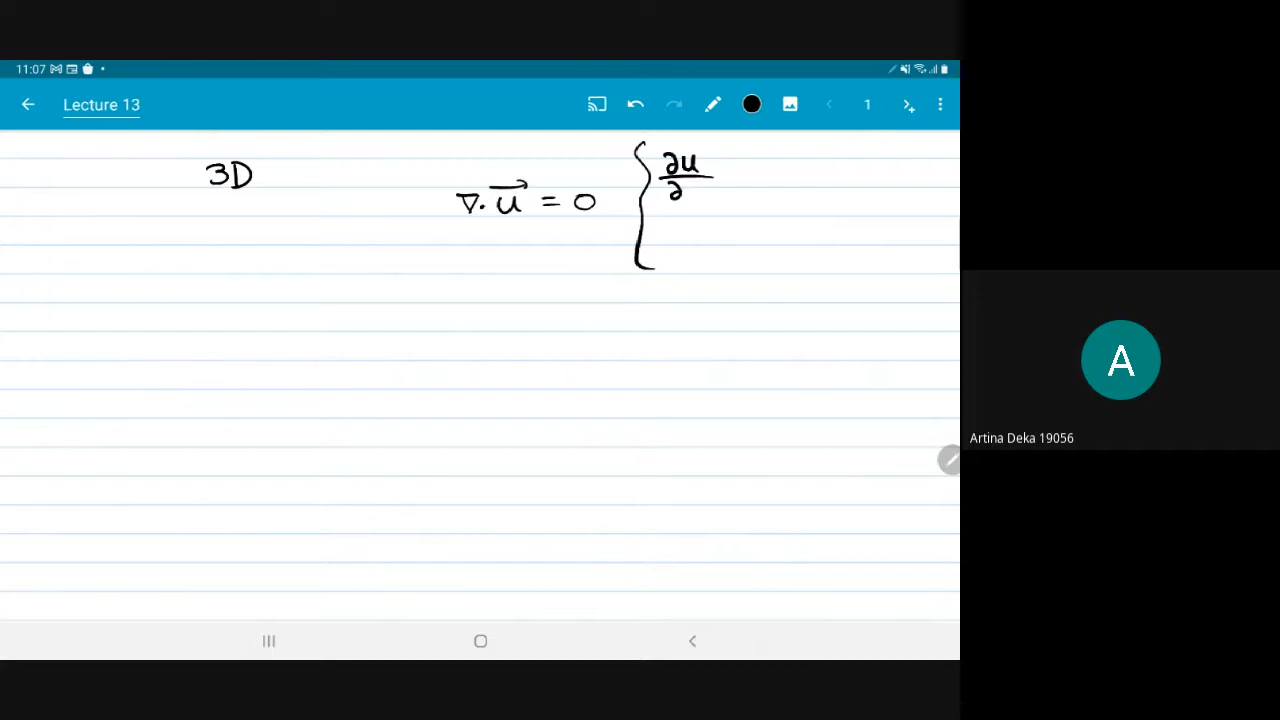 11:07
Lecture 13
1
3D
∇·u⃗ = 0 { ∂u/∂
A
Artina Deka 19056